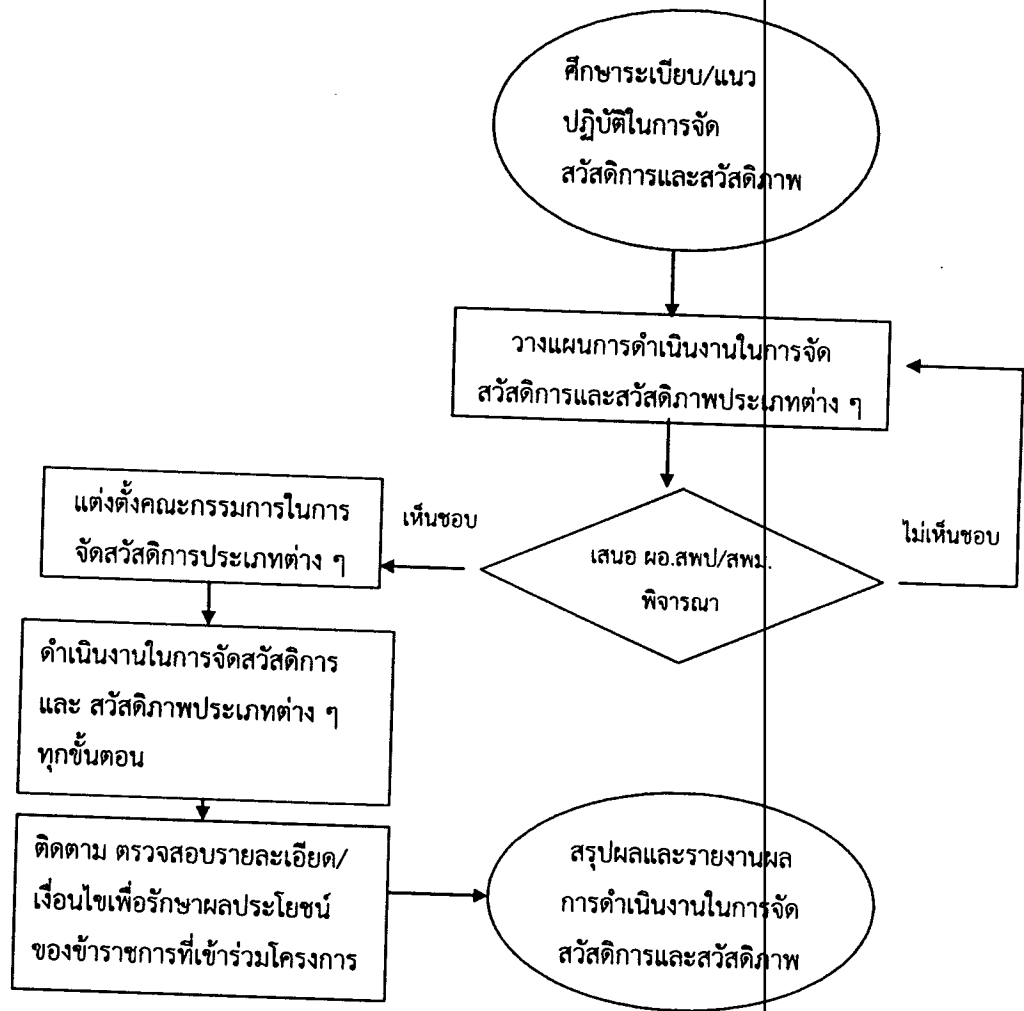 ศึกษาระเบียบ/แนว
ปฏิบัติในการจัด
สวัสดิการและสวัสดิภาพ
วางแผนการดำเนินงานในการจัด
สวัสดิการและสวัสดิภาพประเภทต่าง ๆ
เสนอ ผอ.สพป/สพม.
พิจารณา
ไม่เห็นชอบ
เห็นชอบ
แต่งตั้งคณะกรรมการในการ
จัดสวัสดิการประเภทต่าง ๆ
ดำเนินงานในการจัดสวัสดิการ
และ สวัสดิภาพประเภทต่าง ๆ
ทุกขั้นตอน
ติดตาม ตรวจสอบรายละเอียด/
เงื่อนไขเพื่อรักษาผลประโยชน์
ของข้าราชการที่เข้าร่วมโครงการ
สรุปผลและรายงานผล
การดำเนินงานในการจัด
สวัสดิการและสวัสดิภาพ